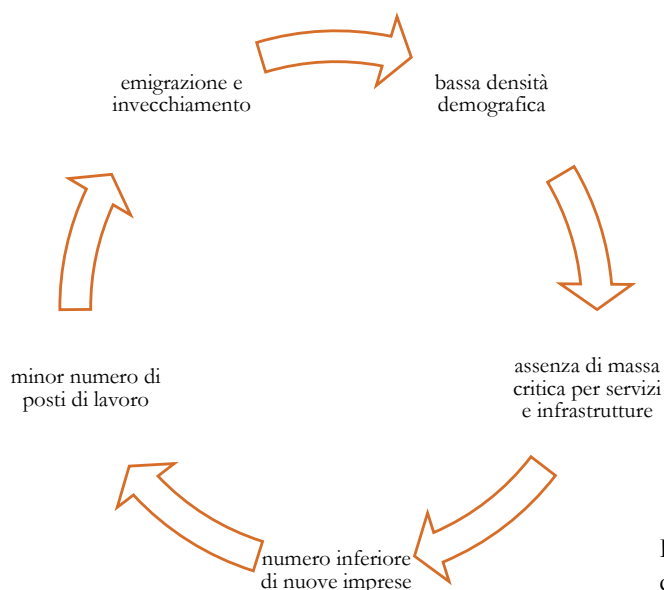 emigrazione e
invecchiamento
bassa densità
demografica
assenza di massa
critica per servizi
e infrastrutture
numero inferiore
di nuove imprese
minor numero di
posti di lavoro